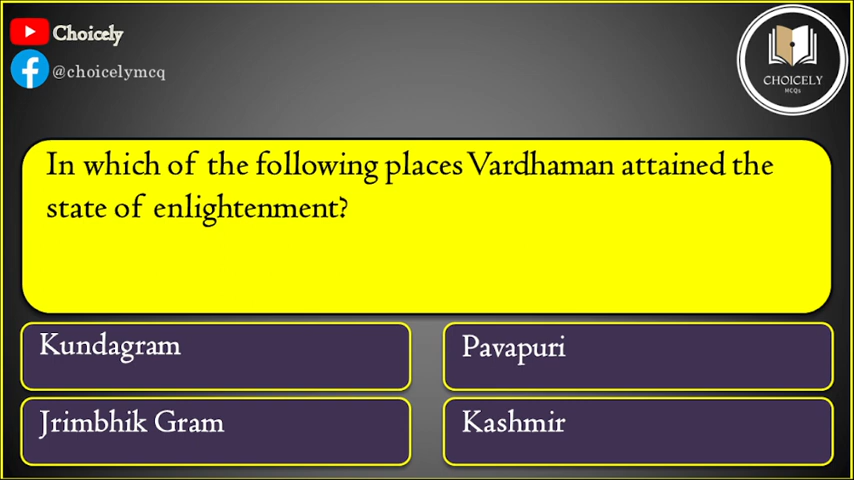 Choicely
@choicelymcq
CHOICELY
MCQs
In which of the following places Vardhaman attained the
state of enlightenment?
Kundagram
Pavapuri
Jrimbhik Gram
Kashmir